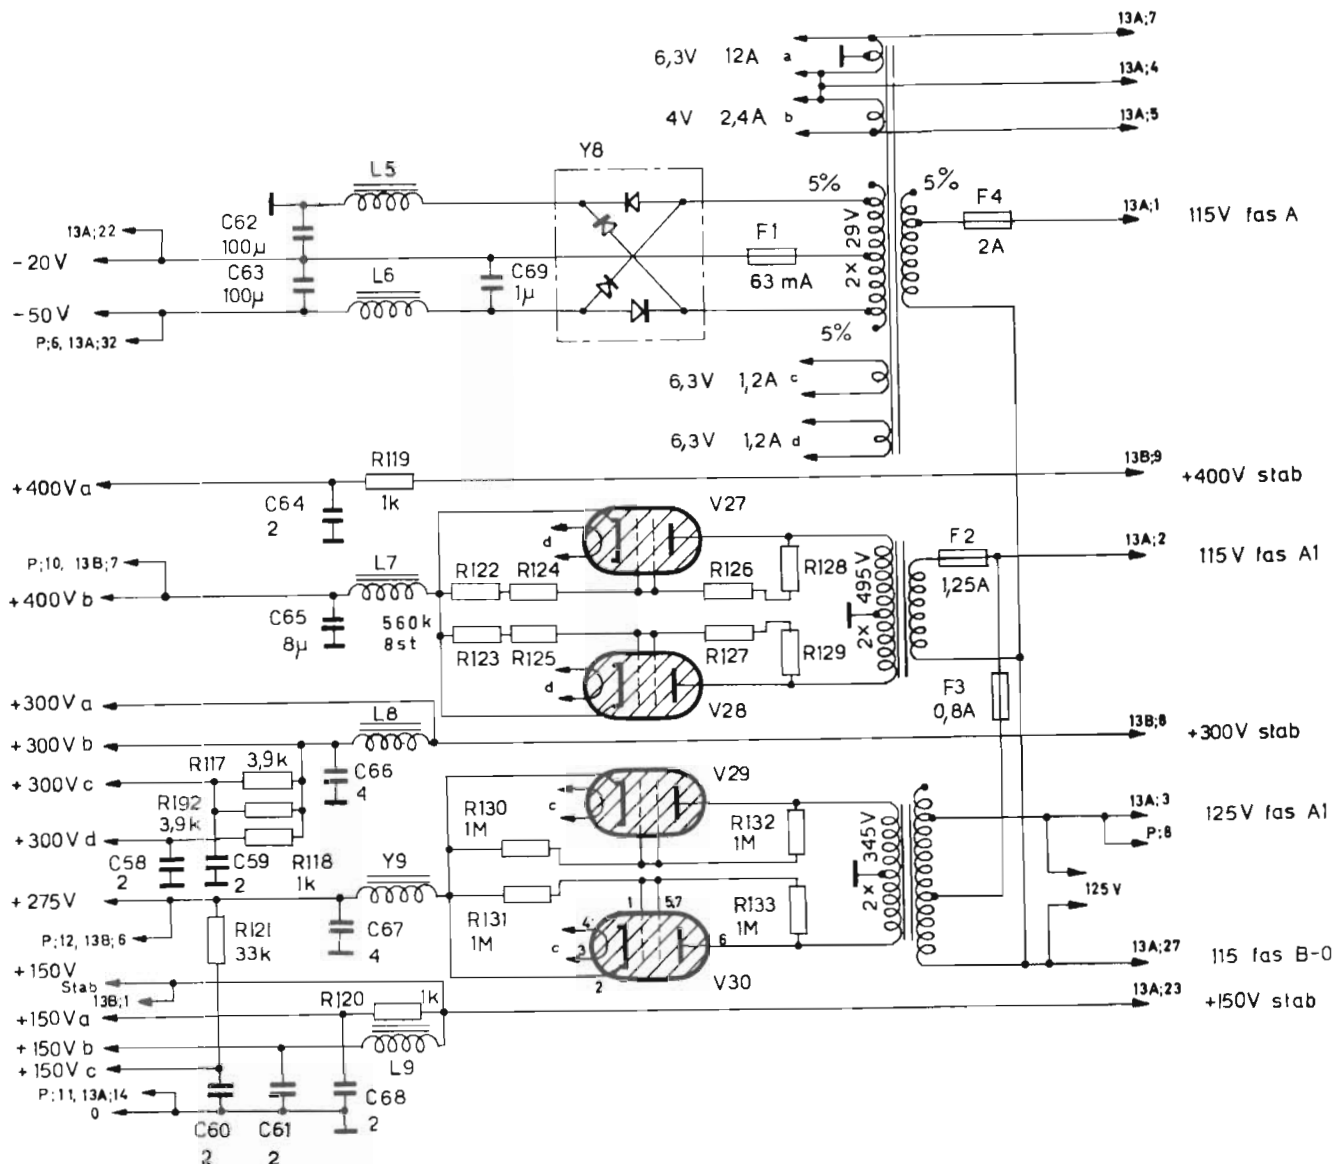 13A;7
6,3V 12A a
13A;4
4V 2,4A b
13A;5
Y8
L5
5%
5%
F4
13A;1
115V fas A
2A
13A;22
C62
100µ
F1
2× 29V
-20V
C63
100µ
L6
C69
1µ
63 mA
-50V
5%
P;6, 13A;32
6,3V 1,2A c
6,3V 1,2A d
R119
13B;9
+400V a
1k
+400V stab
C64
2
V27
d
F2
13A;2
115V fas A1
P;10, 13B;7
L7
R122 R124
R126
R128
2× 495V
1,25A
+400V b
C65
8µ
560k
8st
R123 R125
R127
R129
d
F3
0,8A
+300V a
V28
L8
13B;8
+300V stab
+300V b
R117 3,9k
C66
4
V29
+300V c
c
R192
3,9k
R130
1M
R132
1M
2× 345V
13A;3
125V fas A1
P;8
+300V d
C58
2
C59
2
R118
1k
Y9
125 V
+275V
1 5,7
R131
1M
R133
1M
4
c
3
6
P;12, 13B;6
R121
33k
C67
4
13A;27
115 fas B-0
+150V
Stab
2
V30
13B;1
R120 1k
13A;23
+150V stab
+150V a
+150V b
L9
+150V c
P;11, 13A;14
0
C68
2
C60
2
C61
2